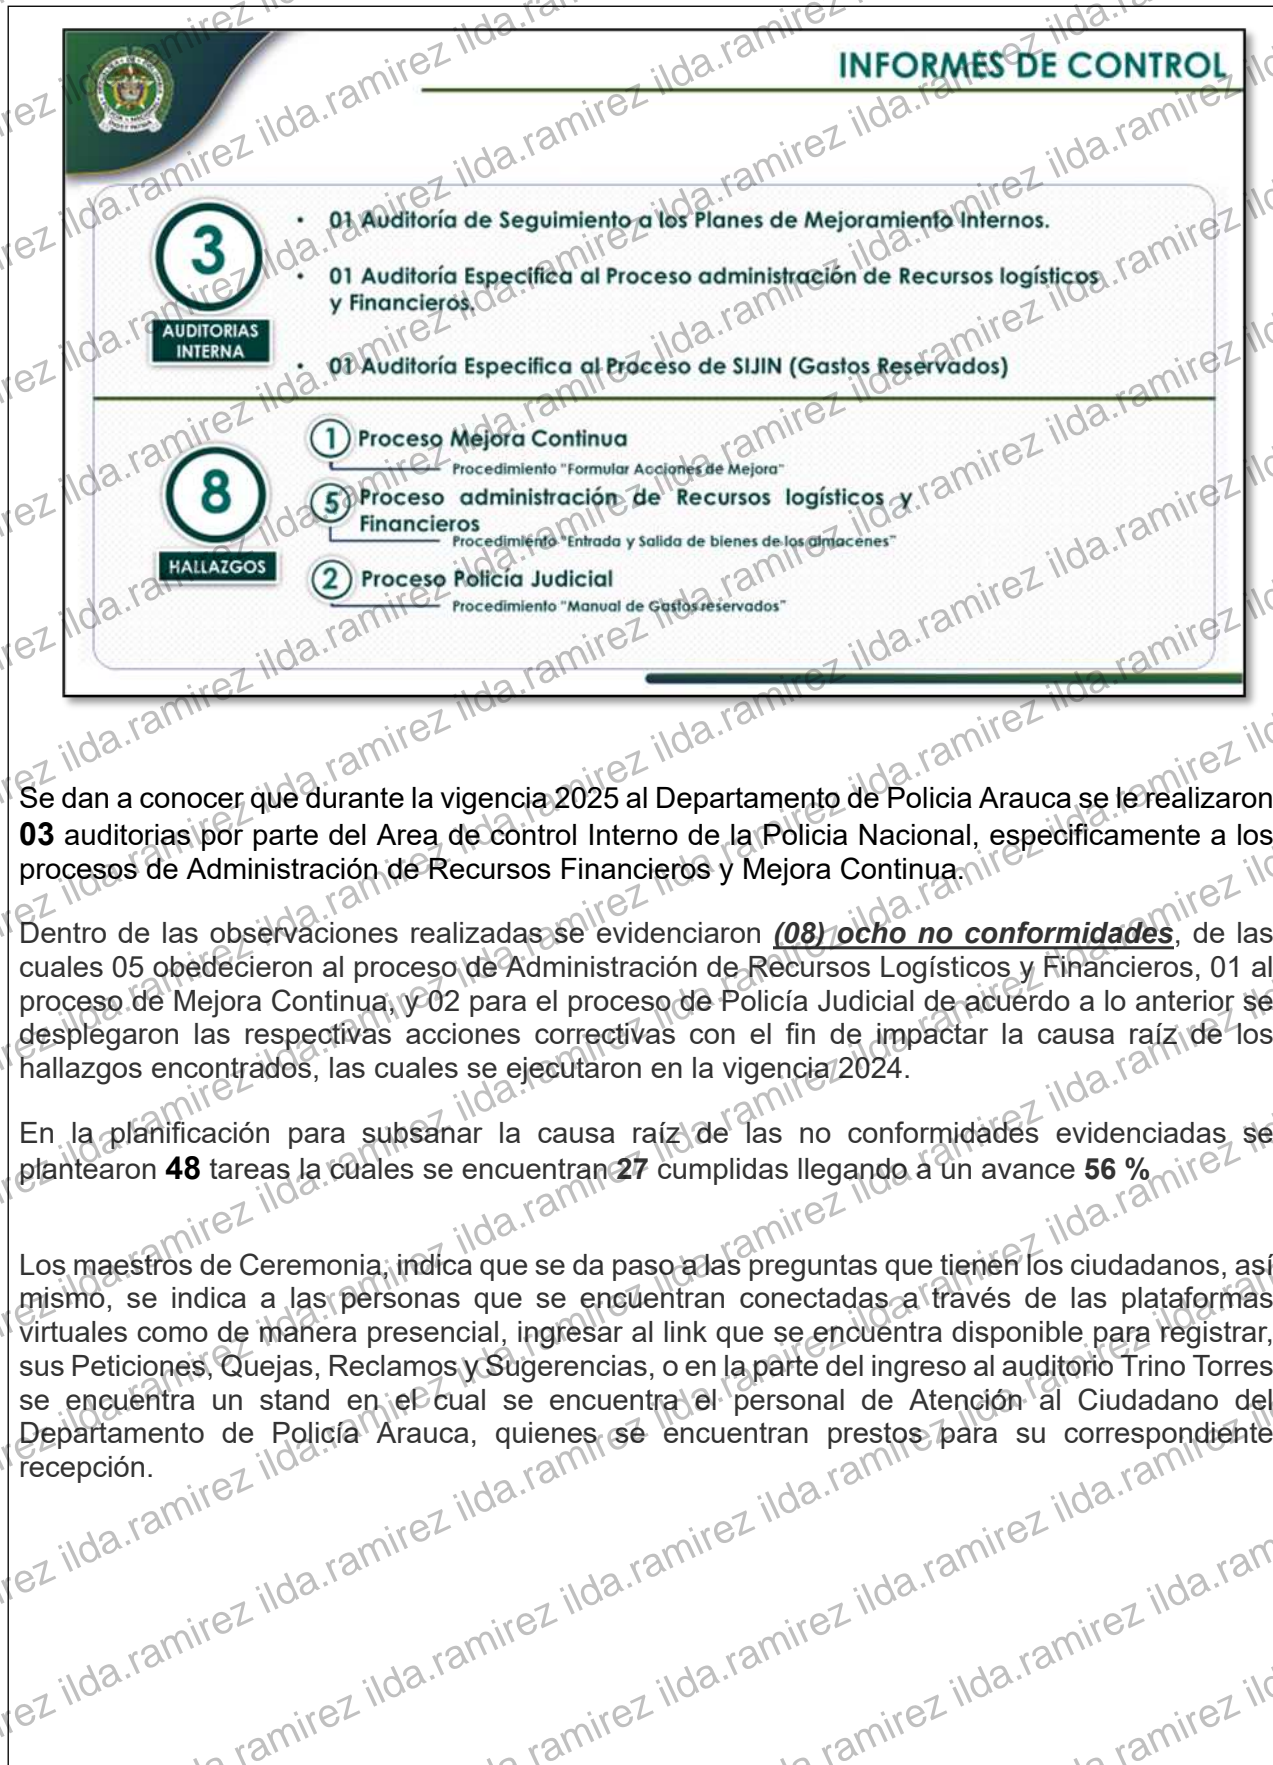 INFORMES DE CONTROL
3
AUDITORIAS
INTERNA
• 01 Auditoría de Seguimiento a los Planes de Mejoramiento Internos.
• 01 Auditoría Especifica al Proceso administración de Recursos logísticos
y Financieros.
• 01 Auditoría Especifica al Proceso de SIJIN (Gastos Reservados)
8
HALLAZGOS
1 Proceso Mejora Continua
Procedimiento "Formular Acciones de Mejora"
5 Proceso administración de Recursos logísticos y
Financieros
Procedimiento "Entrada y Salida de bienes de los almacenes"
2 Proceso Policía Judicial
Procedimiento "Manual de Gastos reservados"
Se dan a conocer que durante la vigencia 2025 al Departamento de Policia Arauca se le realizaron
03 auditorias por parte del Area de control Interno de la Policia Nacional, especificamente a los
procesos de Administración de Recursos Financieros y Mejora Continua.
Dentro de las observaciones realizadas se evidenciaron (08) ocho no conformidades, de las
cuales 05 obedecieron al proceso de Administración de Recursos Logísticos y Financieros, 01 al
proceso de Mejora Continua, y 02 para el proceso de Policía Judicial de acuerdo a lo anterior se
desplegaron las respectivas acciones correctivas con el fin de impactar la causa raíz de los
hallazgos encontrados, las cuales se ejecutaron en la vigencia 2024.
En la planificación para subsanar la causa raíz de las no conformidades evidenciadas se
plantearon 48 tareas la cuales se encuentran 27 cumplidas llegando a un avance 56 %
Los maestros de Ceremonia, indica que se da paso a las preguntas que tienen los ciudadanos, así
mismo, se indica a las personas que se encuentran conectadas a través de las plataformas
virtuales como de manera presencial, ingresar al link que se encuentra disponible para registrar,
sus Peticiones, Quejas, Reclamos y Sugerencias, o en la parte del ingreso al auditorio Trino Torres
se encuentra un stand en el cual se encuentra el personal de Atención al Ciudadano del
Departamento de Policía Arauca, quienes se encuentran prestos para su correspondiente
recepción.
ilda.ramirez